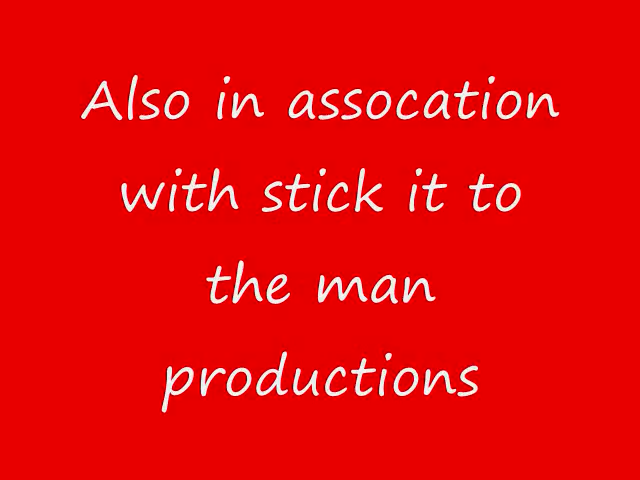 Also in assocation
with stick it to
the man
productions